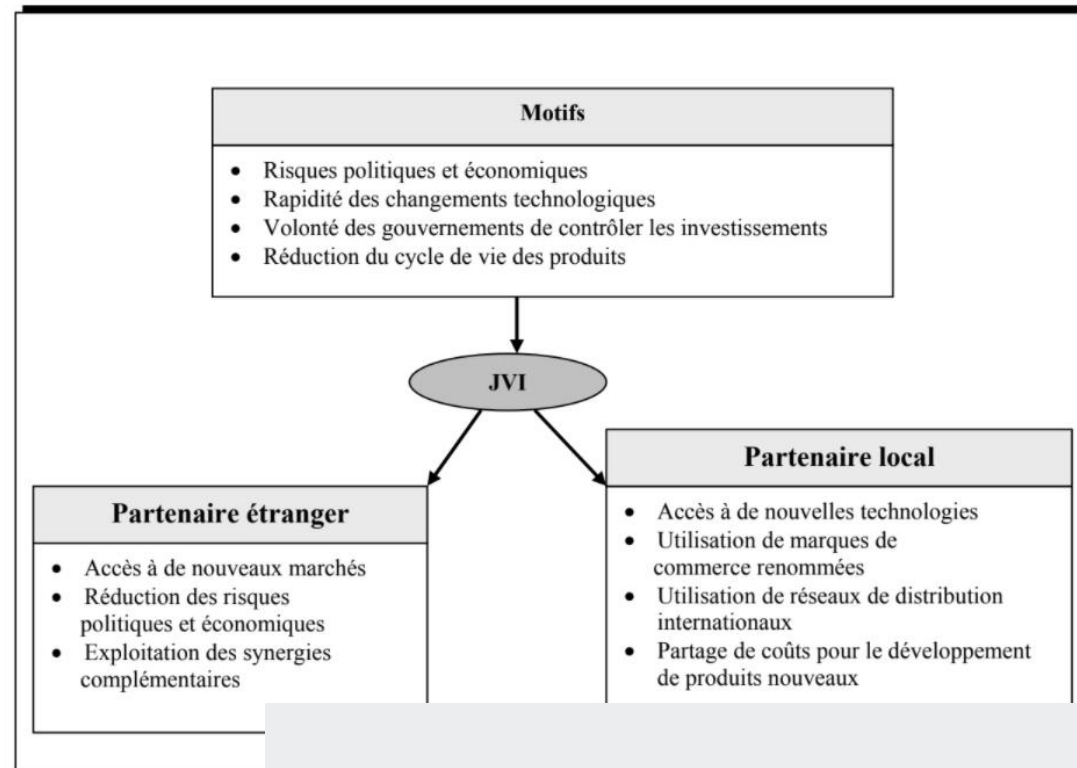 Motifs
• Risques politiques et économiques
• Rapidité des changements technologiques
• Volonté des gouvernements de contrôler les investissements
• Réduction du cycle de vie des produits
JVI
Partenaire étranger
• Accès à de nouveaux marchés
• Réduction des risques
politiques et économiques
• Exploitation des synergies
complémentaires
Partenaire local
• Accès à de nouvelles technologies
• Utilisation de marques de
commerce renommées
• Utilisation de réseaux de distribution
internationaux
• Partage de coûts pour le développement
de produits nouveaux